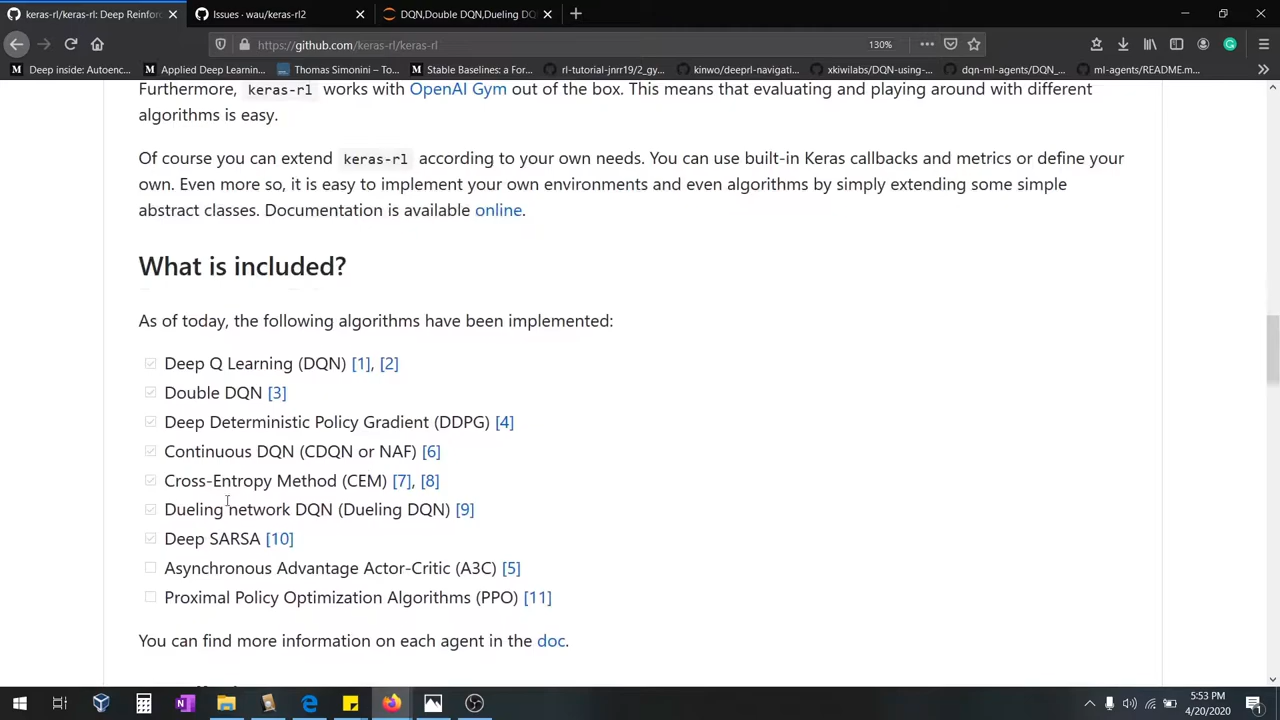 keras-rl/keras-rl: Deep Reinforc
Issues · wau/keras-rl2
DQN,Double DQN,Dueling DQ
https://github.com/keras-rl/keras-rl
130%
Deep inside: Autoenc...
Applied Deep Learnin...
Thomas Simonini – To...
Stable Baselines: a For...
rl-tutorial-jnrr19/2_gy...
kinwo/deeprl-navigati...
xkiwilabs/DQN-using-...
dqn-ml-agents/DQN_...
ml-agents/README.m...
Furthermore, keras-rl works with OpenAI Gym out of the box. This means that evaluating and playing around with different
algorithms is easy.
Of course you can extend keras-rl according to your own needs. You can use built-in Keras callbacks and metrics or define your
own. Even more so, it is easy to implement your own environments and even algorithms by simply extending some simple
abstract classes. Documentation is available online.
What is included?
As of today, the following algorithms have been implemented:
Deep Q Learning (DQN) [1], [2]
Double DQN [3]
Deep Deterministic Policy Gradient (DDPG) [4]
Continuous DQN (CDQN or NAF) [6]
Cross-Entropy Method (CEM) [7], [8]
Dueling network DQN (Dueling DQN) [9]
Deep SARSA [10]
Asynchronous Advantage Actor-Critic (A3C) [5]
Proximal Policy Optimization Algorithms (PPO) [11]
You can find more information on each agent in the doc.
5:53 PM
4/20/2020